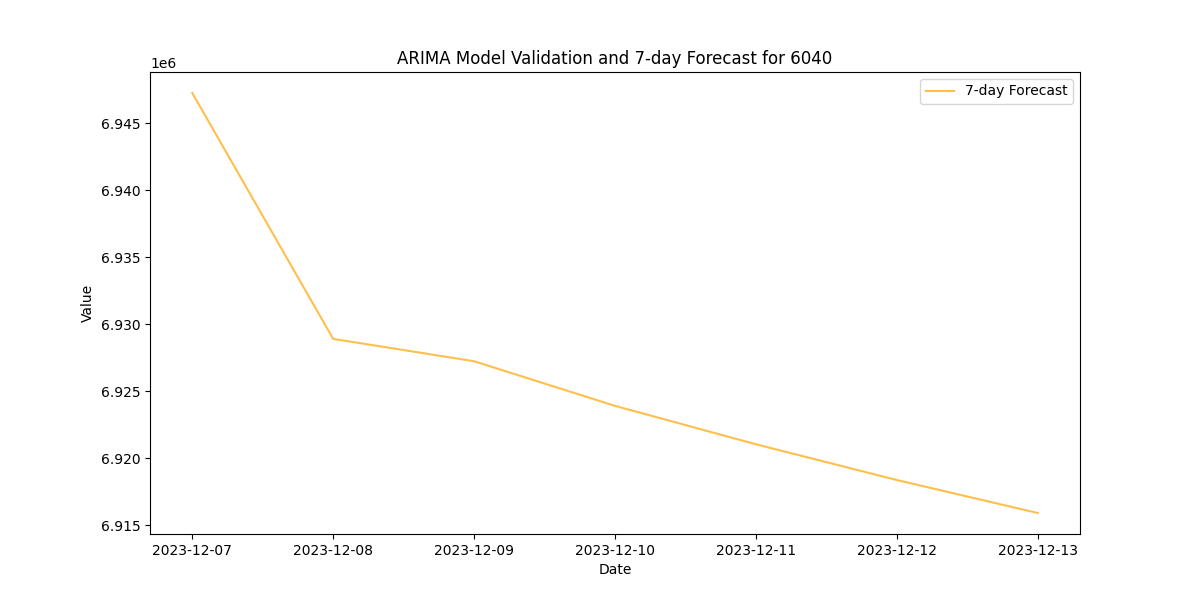 ARIMA Model Validation and 7-day Forecast for 6040
1e6
7-day Forecast
6.945
6.940
6.935
6.930
6.925
6.920
6.915
Value
2023-12-07 2023-12-08 2023-12-09 2023-12-10 2023-12-11 2023-12-12 2023-12-13
Date